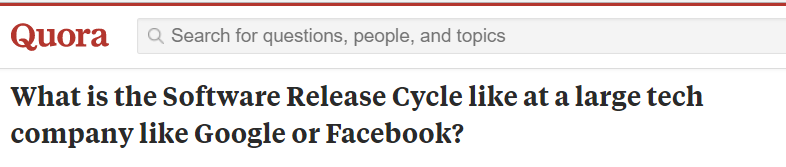 Quora
Search for questions, people, and topics
What is the Software Release Cycle like at a large tech
company like Google or Facebook?